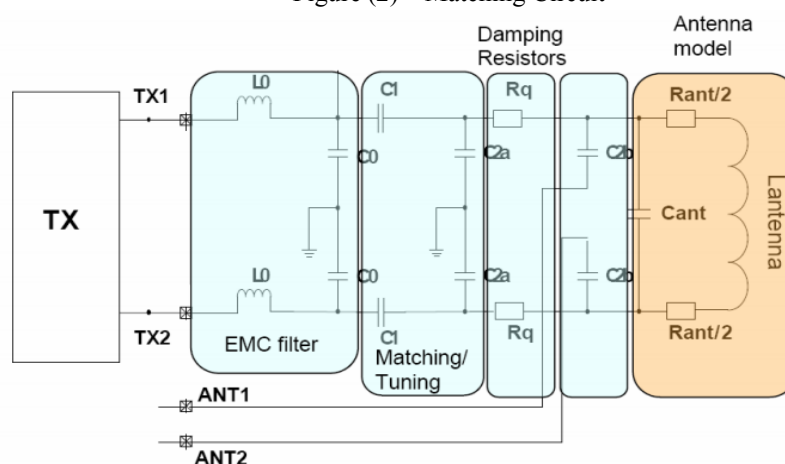 Figure (2) – Matching Circuit
Damping
Resistors
Antenna
model
TX1
L0
C1
Rq
Rant/2
C0
C2a
C2b
TX
Cant
Lantenna
C0
C2a
C2b
L0
TX2
C1
Rq
Rant/2
EMC filter
Matching/
Tuning
ANT1
ANT2